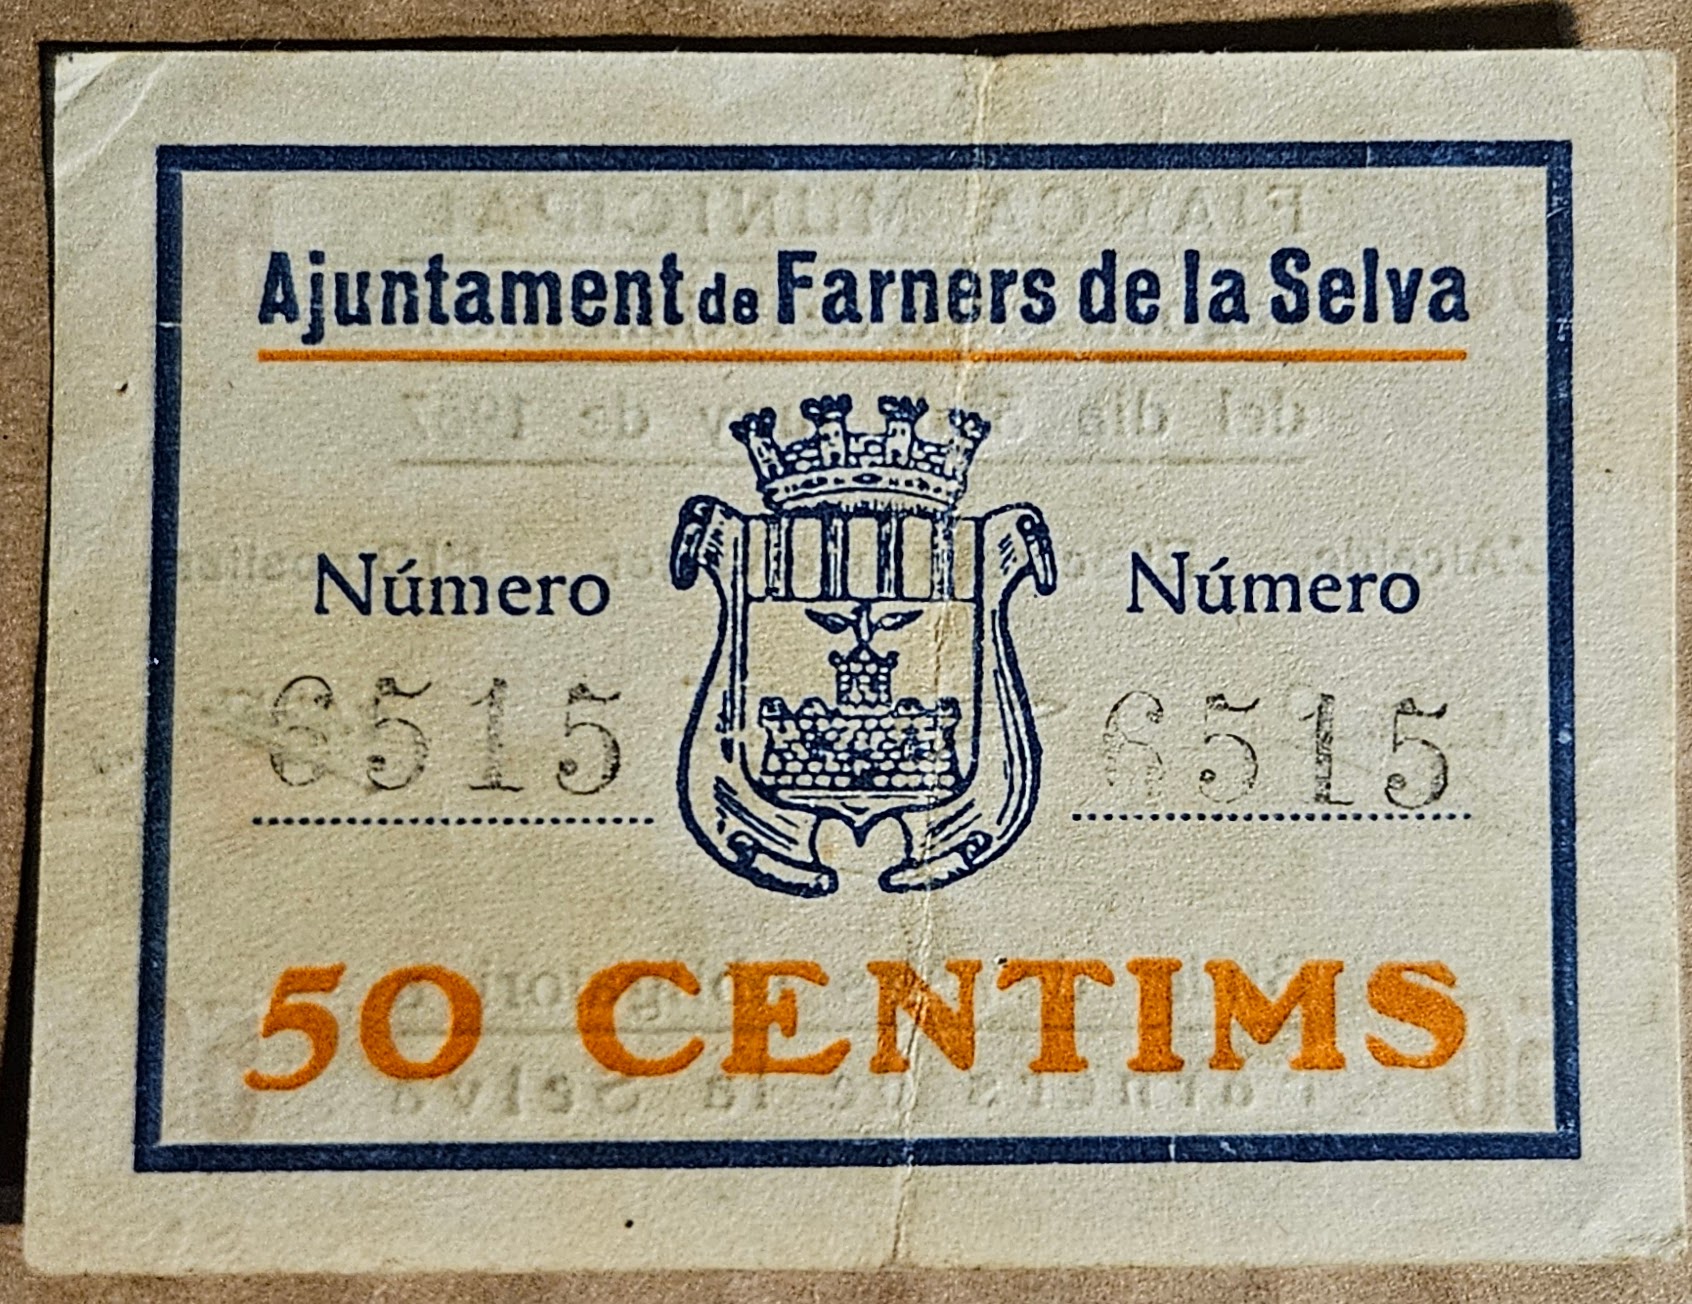 Ajuntament de Farners de la Selva
Número Número
6515 6515
50 CENTIMS